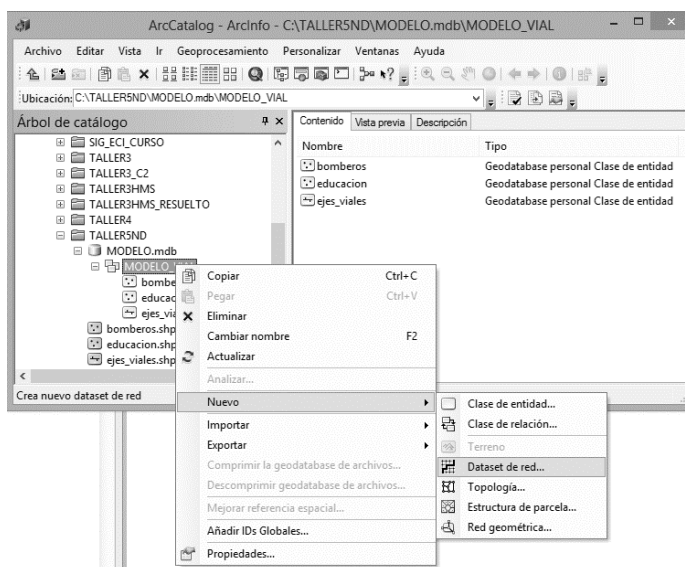 ArcCatalog - ArcInfo - C:\TALLER5ND\MODELO.mdb\MODELO_VIAL
Archivo Editar Vista Ir Geoprocesamiento Personalizar Ventanas Ayuda
Ubicación: C:\TALLER5ND\MODELO.mdb\MODELO_VIAL
Árbol de catálogo
SIG_ECI_CURSO
TALLER3
TALLER3_C2
TALLER3HMS
TALLER3HMS_RESUELTO
TALLER4
TALLER5ND
MODELO.mdb
MODELO_VIAL
bombe
educac
ejes_via
bomberos.shp
educacion.shp
ejes_viales.shp
Crea nuevo dataset de red
Contenido Vista previa Descripción
Nombre Tipo
bomberos Geodatabase personal Clase de entidad
educacion Geodatabase personal Clase de entidad
ejes_viales Geodatabase personal Clase de entidad
Copiar Ctrl+C
Pegar Ctrl+V
Eliminar
Cambiar nombre F2
Actualizar
Analizar...
Nuevo
Importar
Exportar
Comprimir la geodatabase de archivos...
Descomprimir geodatabase de archivos...
Mejorar referencia espacial...
Añadir IDs Globales...
Propiedades...
Clase de entidad...
Clase de relación...
Terreno
Dataset de red...
Topología...
Estructura de parcela...
Red geométrica...